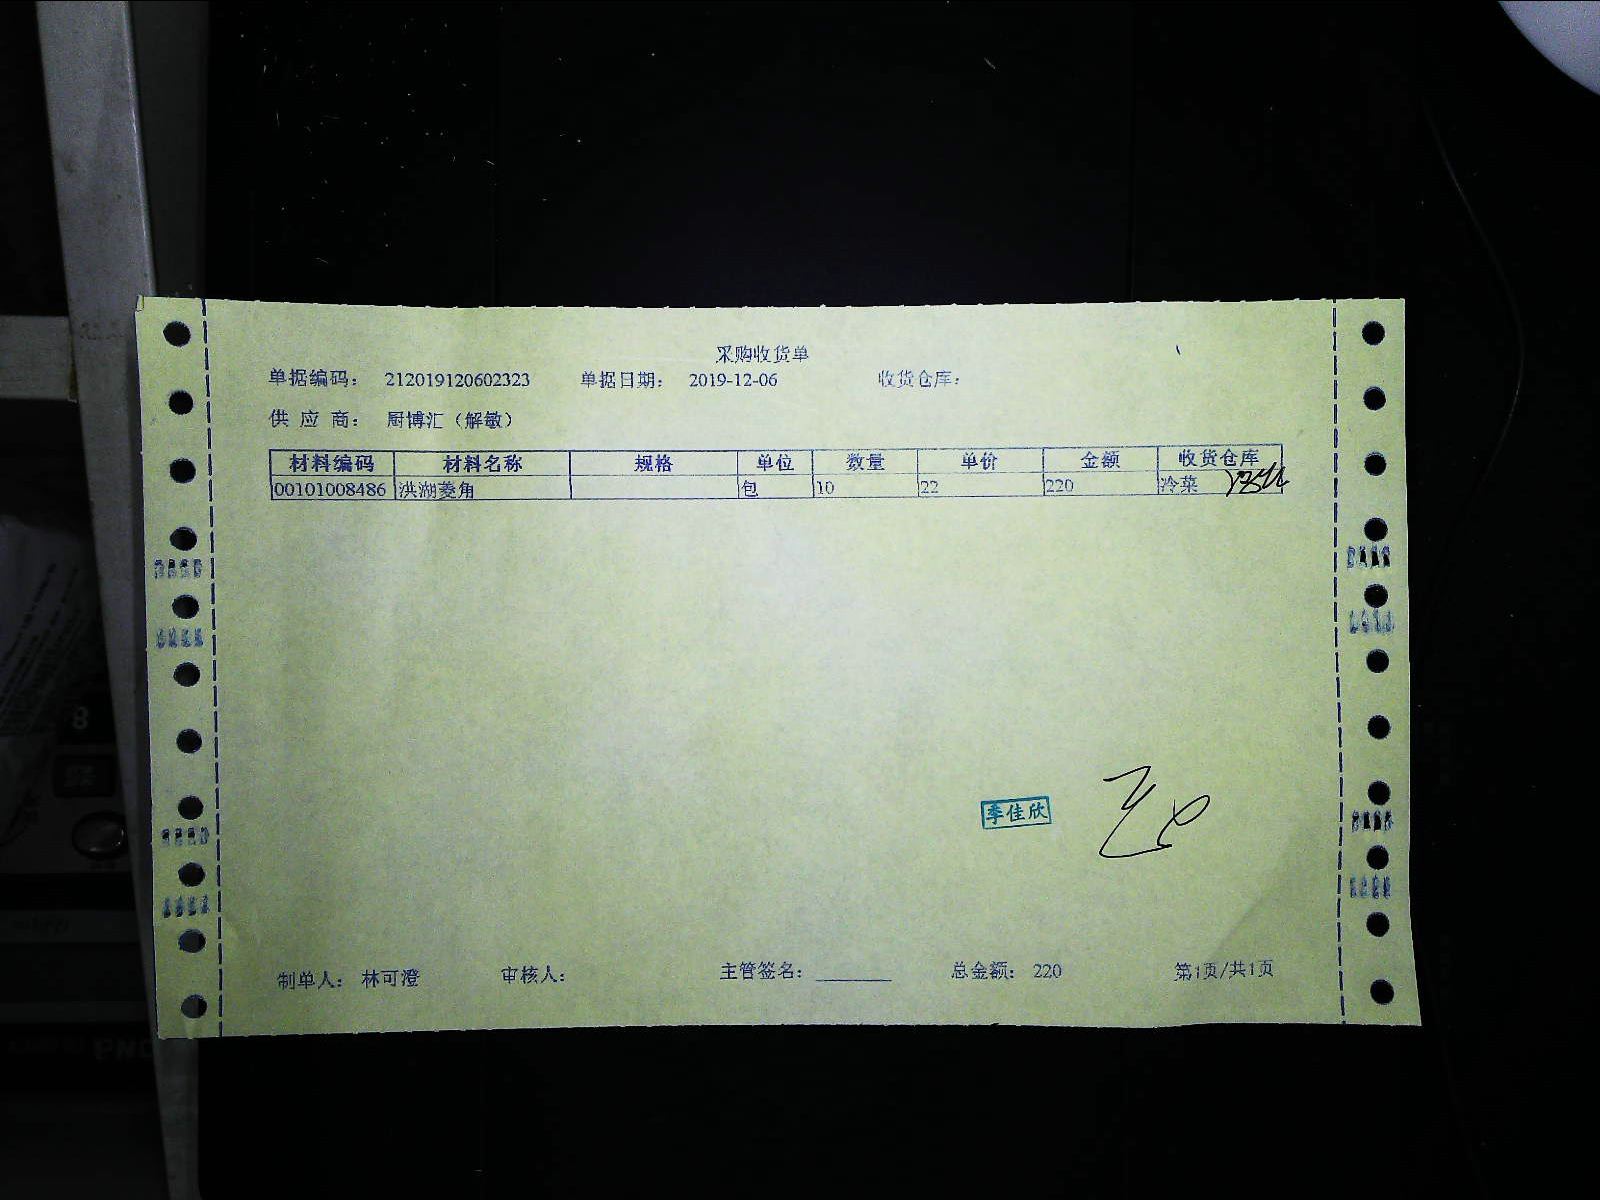 采购收货单
单据编码： 212019120602323 单据日期： 2019-12-06 收货仓库：
供 应 商： 厨博汇（解敏）
材料编码 材料名称 规格 单位 数量 单价 金额 收货仓库
00101008486 洪湖菱角 包 10 22 220 冷菜
季佳欣
制单人： 林可澄 审核人： 主管签名： 总金额： 220 第1页/共1页